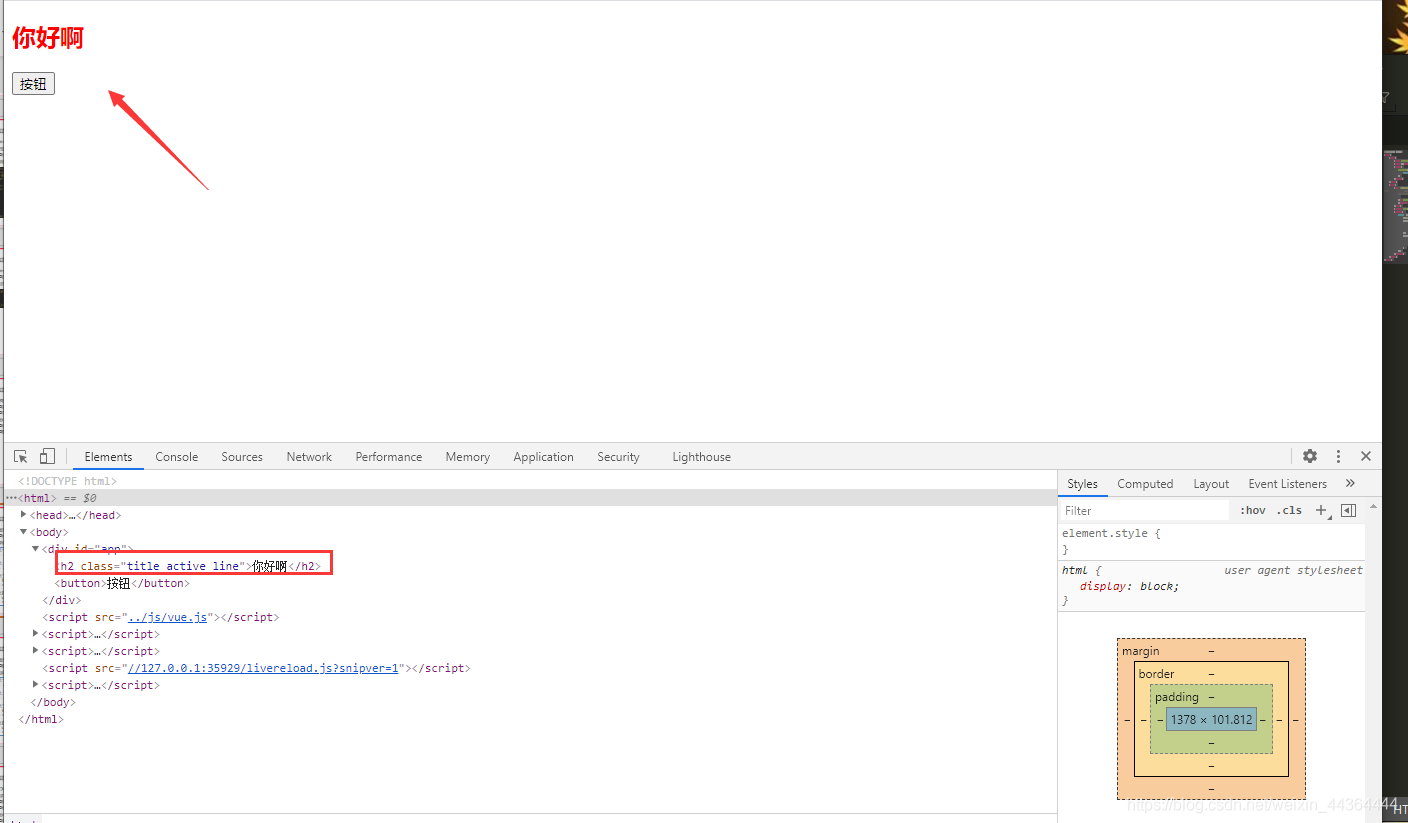 你好啊
按钮
Elements Console Sources Network Performance Memory Application Security Lighthouse
<!DOCTYPE html>
⋯<html> == $0
<head>…</head>
<body>
<div id="app">
<h2 class="title active line">你好啊</h2>
<button>按钮</button>
</div>
<script src="../js/vue.js"></script>
<script>…</script>
<script>…</script>
<script src="//127.0.0.1:35929/livereload.js?snipver=1"></script>
<script>…</script>
</body>
</html>
Styles Computed Layout Event Listeners »
Filter :hov .cls +
element.style {
}
html { user agent stylesheet
display: block;
}
margin –
border –
padding –
– – – 1378 × 101.812 – – –
–
–
–
https://blog.csdn.net/weixin_44364444
HT